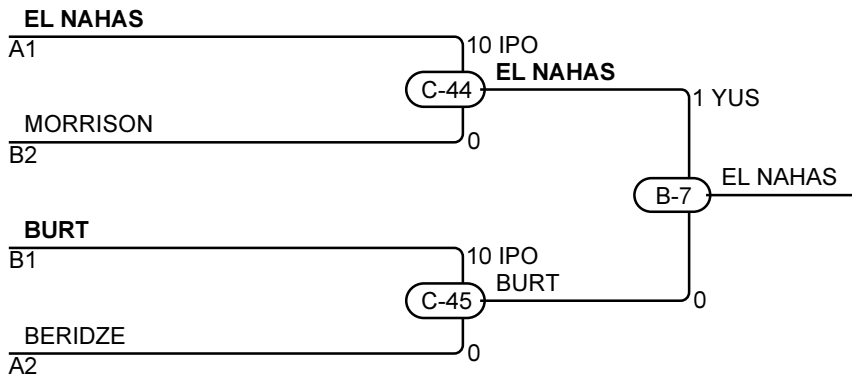 EL NAHAS
A1
10 IPO
C-44
EL NAHAS
MORRISON
B2
0
1 YUS
B-7
EL NAHAS
BURT
B1
10 IPO
C-45
BURT
0
BERIDZE
A2
0